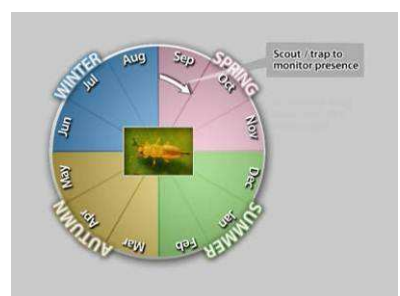 WINTER
Jun
Jul
Aug
SPRING
Sep
Oct
Nov
SUMMER
Dec
Jan
Feb
AUTUMN
Mar
Apr
May
Scout / trap to
monitor presence